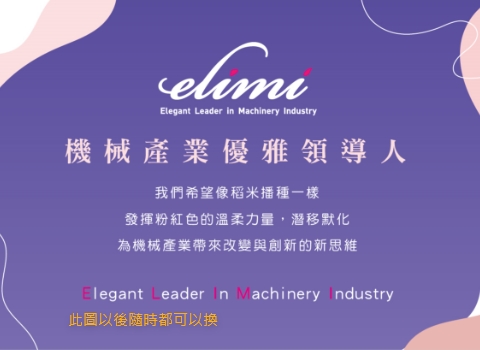 elimi
Elegant Leader in Machinery Industry
機械產業優雅領導人
我們希望像稻米播種一樣
發揮粉紅色的溫柔力量，潛移默化
為機械產業帶來改變與創新的新思維
Elegant Leader In Machinery Industry
此圖以後隨時都可以換